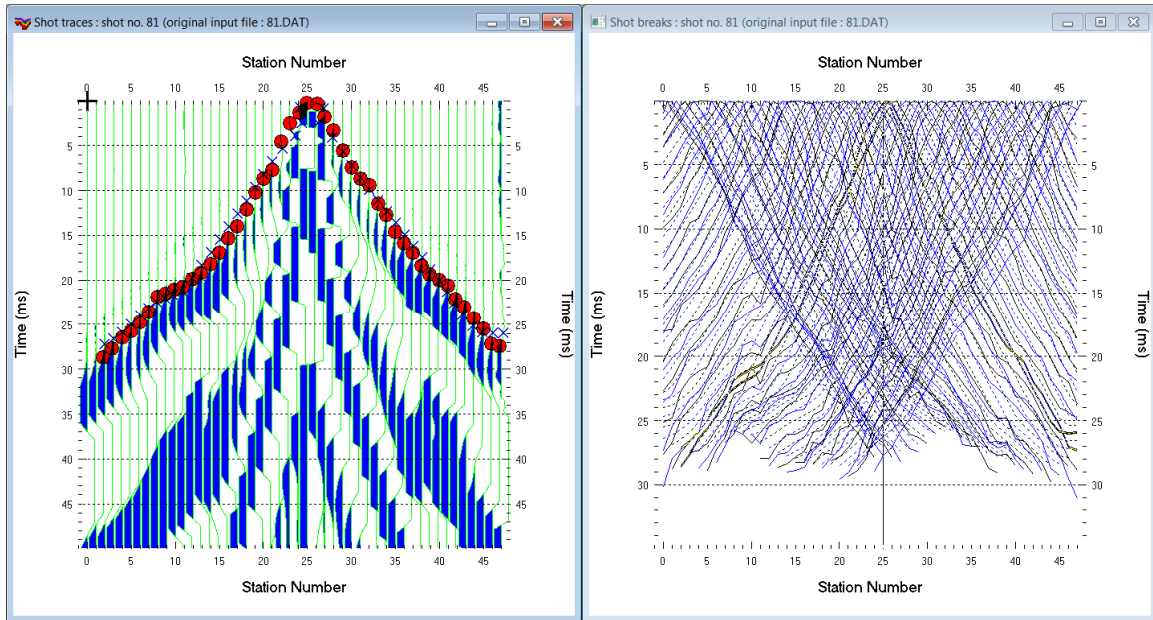 Shot traces : shot no. 81 (original input file : 81.DAT)
Station Number
0 5 10 15 20 25 30 35 40 45
5 5
10 10
15 15
20 20
25 25
30 30
35 35
40 40
45 45
Time (ms)
Time (ms)
0 5 10 15 20 25 30 35 40 45
Station Number
Shot breaks : shot no. 81 (original input file : 81.DAT)
Station Number
0 5 10 15 20 25 30 35 40 45
5 5
10 10
15 15
20 20
25 25
30 30
Time (ms)
Time (ms)
0 5 10 15 20 25 30 35 40 45
Station Number